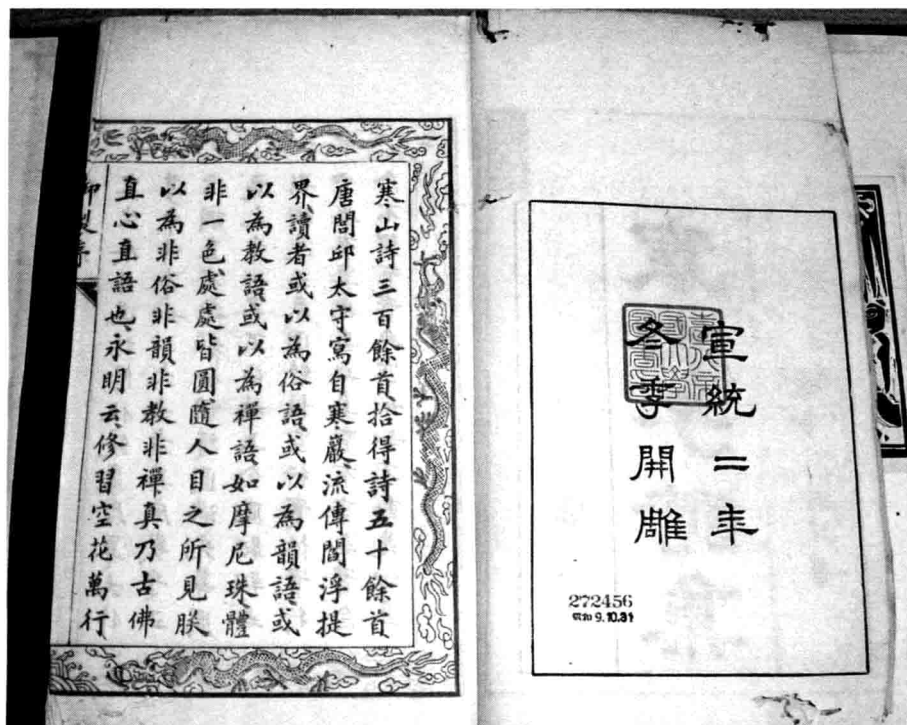 宣統二年
冬季開雕
272456
昭和 9.10.31
寒山詩三百餘首拾得詩五十餘首
唐閭邱太守寫自寒巖流傳閻浮提
界讀者或以為俗語或以為韻語或
以為教語或以為禪語如摩尼珠體
非一色處處皆圓隨人目之所見朕
以為非俗非韻非教非禪真乃古佛
直心直語也永明云修習空花萬行
御製序